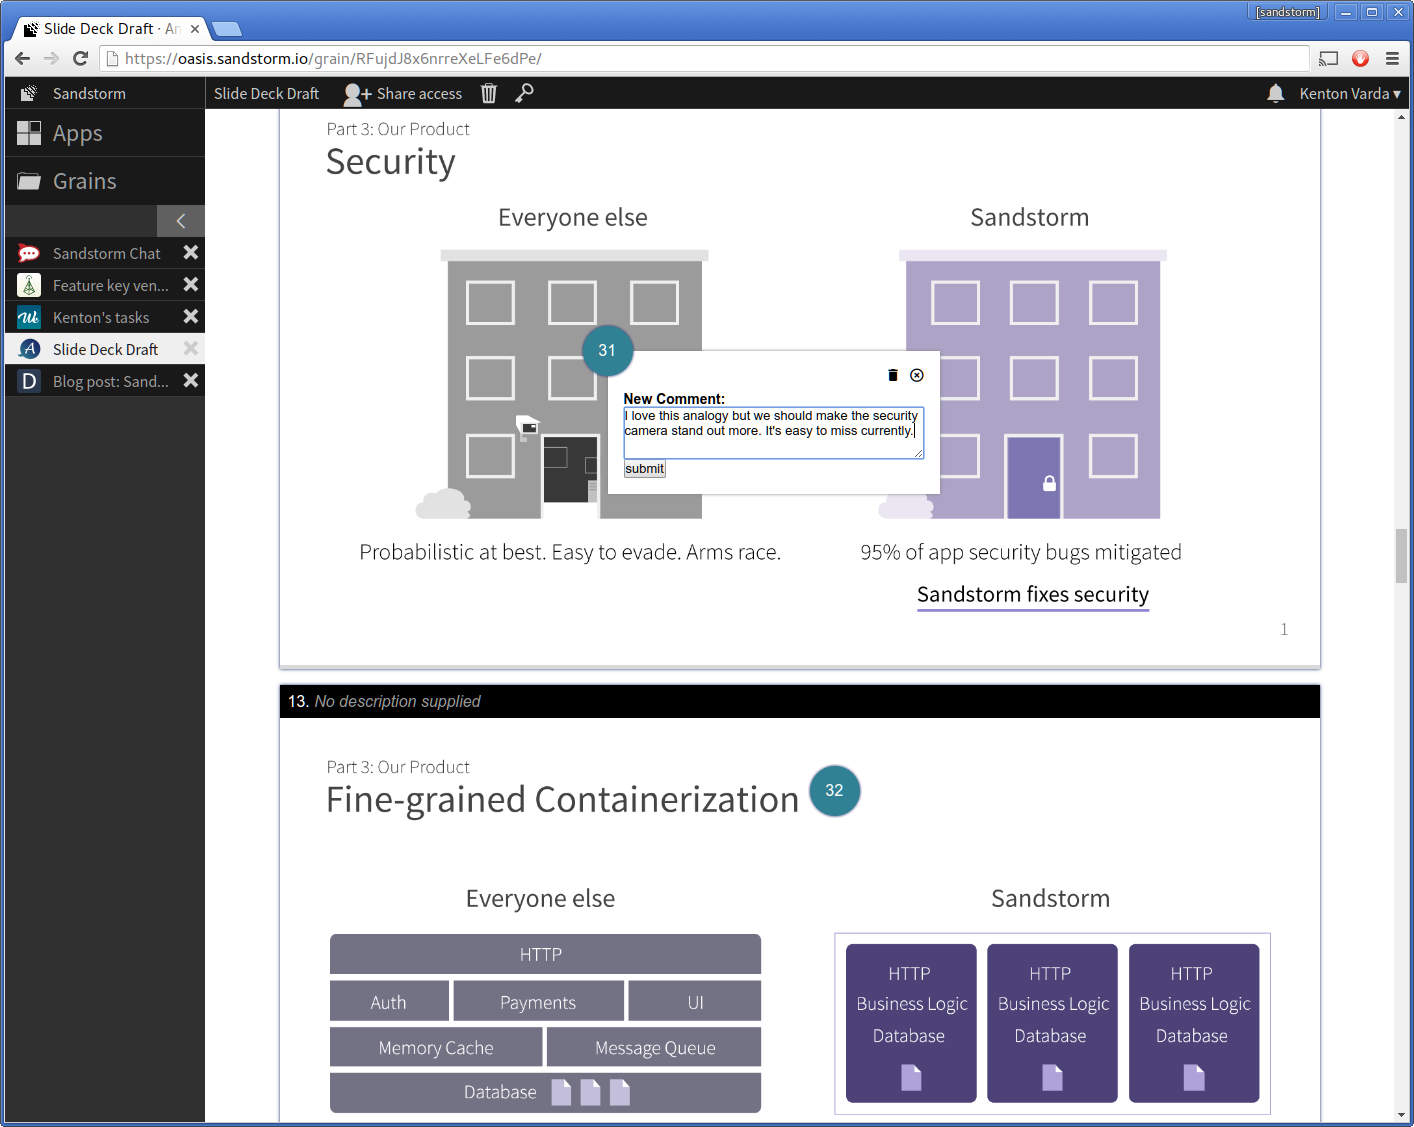 [sandstorm]
Slide Deck Draft · An
https://oasis.sandstorm.io/grain/RFujdJ8x6nrreXeLFe6dPe/
Sandstorm
Slide Deck Draft
Share access
Kenton Varda ▾
Apps
Grains
Sandstorm Chat
Feature key ven...
Kenton's tasks
Slide Deck Draft
Blog post: Sand...
Part 3: Our Product
Security
Everyone else
Sandstorm
31
New Comment:
I love this analogy but we should make the security
camera stand out more. It's easy to miss currently.
submit
Probabilistic at best. Easy to evade. Arms race.
95% of app security bugs mitigated
Sandstorm fixes security
1
13. No description supplied
Part 3: Our Product
Fine-grained Containerization
32
Everyone else
Sandstorm
HTTP
Auth
Payments
UI
Memory Cache
Message Queue
Database
HTTP
Business Logic
Database
HTTP
Business Logic
Database
HTTP
Business Logic
Database